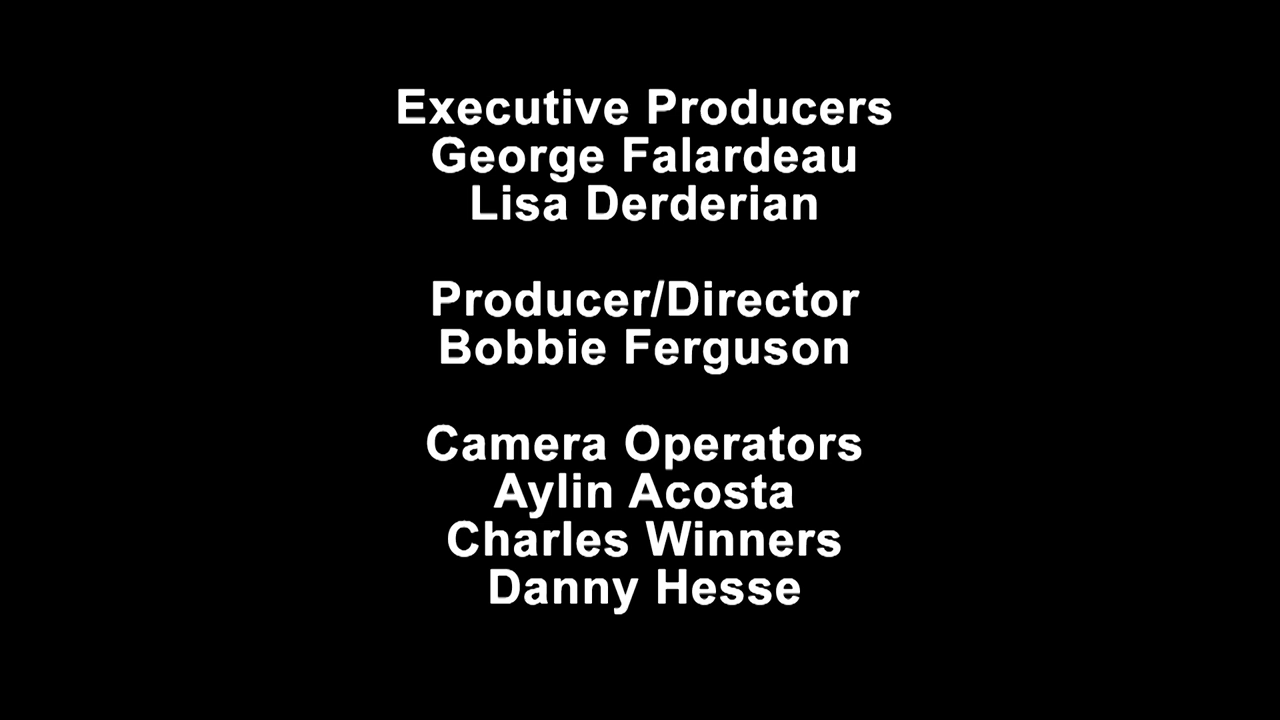 Executive Producers
George Falardeau
Lisa Derderian
Producer/Director
Bobbie Ferguson
Camera Operators
Aylin Acosta
Charles Winners
Danny Hesse